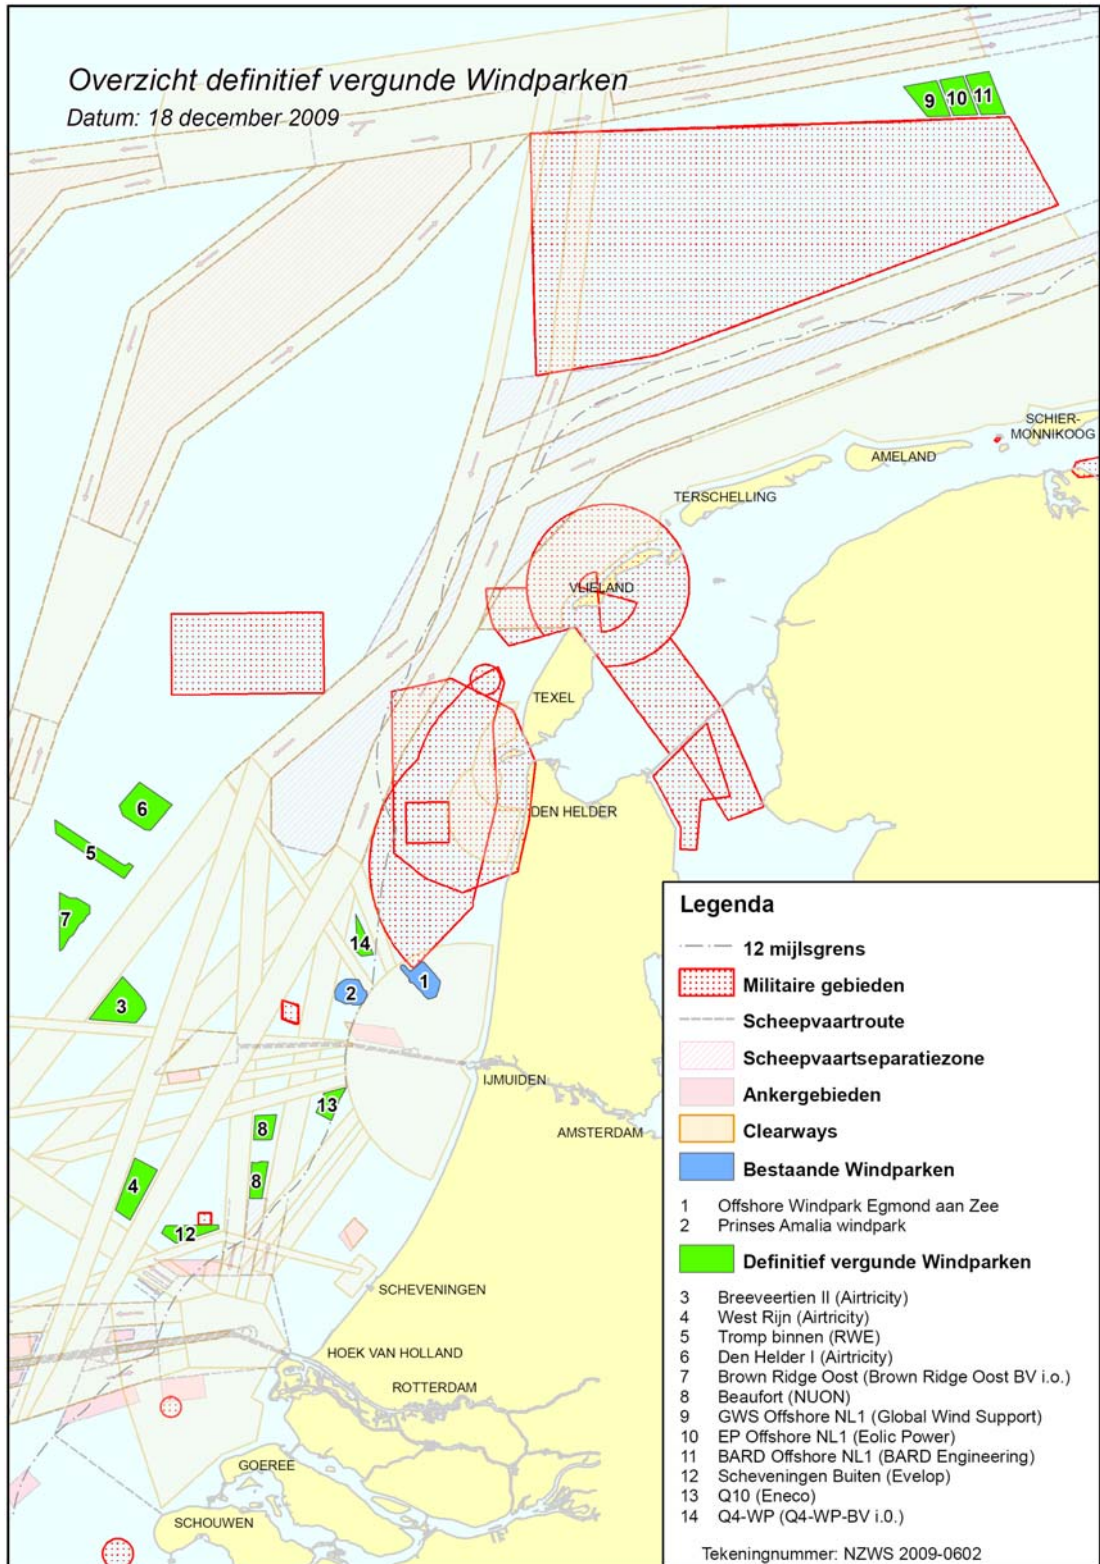 Overzicht definitief vergunde Windparken
Datum: 18 december 2009
9 10 11
SCHIER-
MONNIKOOG
AMELAND
TERSCHELLING
VLIELAND
TEXEL
6
DEN HELDER
5
7
14
1
2
3
IJMUIDEN
13
8
AMSTERDAM
4
8
12
SCHEVENINGEN
HOEK VAN HOLLAND
ROTTERDAM
GOEREE
SCHOUWEN
Legenda
12 mijlsgrens
Militaire gebieden
Scheepvaartroute
Scheepvaartseparatiezone
Ankergebieden
Clearways
Bestaande Windparken
1 Offshore Windpark Egmond aan Zee
2 Prinses Amalia windpark
Definitief vergunde Windparken
3 Breeveertien II (Airtricity)
4 West Rijn (Airtricity)
5 Tromp binnen (RWE)
6 Den Helder I (Airtricity)
7 Brown Ridge Oost (Brown Ridge Oost BV i.o.)
8 Beaufort (NUON)
9 GWS Offshore NL1 (Global Wind Support)
10 EP Offshore NL1 (Eolic Power)
11 BARD Offshore NL1 (BARD Engineering)
12 Scheveningen Buiten (Evelop)
13 Q10 (Eneco)
14 Q4-WP (Q4-WP-BV i.0.)
Tekeningnummer: NZWS 2009-0602